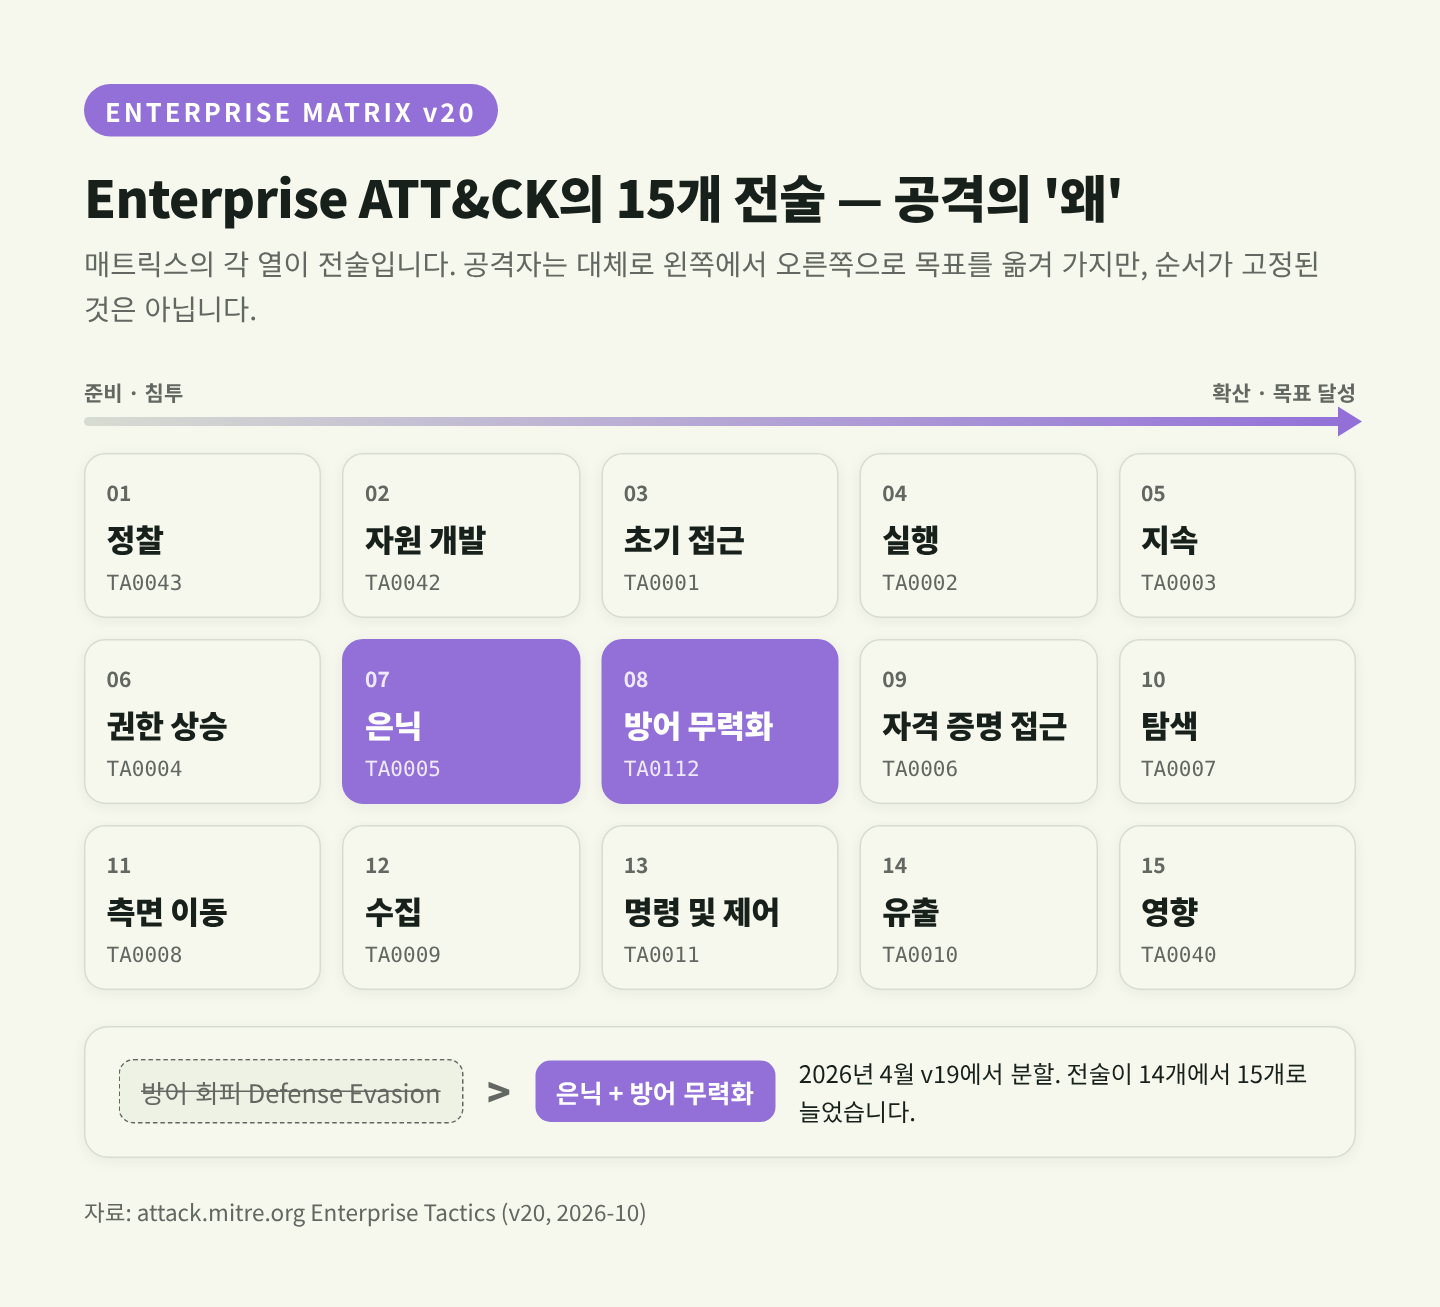 ENTERPRISE MATRIX v20
Enterprise ATT&CK의 15개 전술 — 공격의 '왜'
매트릭스의 각 열이 전술입니다. 공격자는 대체로 왼쪽에서 오른쪽으로 목표를 옮겨 가지만, 순서가 고정된
것은 아닙니다.
준비 · 침투
확산 · 목표 달성
01
정찰
TA0043
02
자원 개발
TA0042
03
초기 접근
TA0001
04
실행
TA0002
05
지속
TA0003
06
권한 상승
TA0004
07
은닉
TA0005
08
방어 무력화
TA0112
09
자격 증명 접근
TA0006
10
탐색
TA0007
11
측면 이동
TA0008
12
수집
TA0009
13
명령 및 제어
TA0011
14
유출
TA0010
15
영향
TA0040
방어 회피 Defense Evasion
>
은닉 + 방어 무력화
2026년 4월 v19에서 분할. 전술이 14개에서 15개로
늘었습니다.
자료: attack.mitre.org Enterprise Tactics (v20, 2026-10)